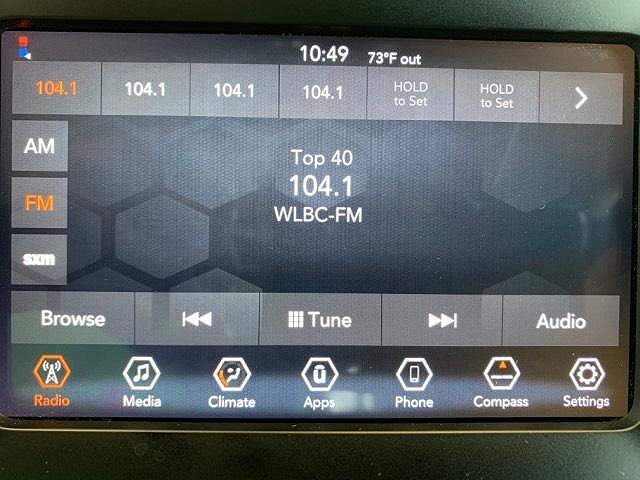 10:49 73°F out
104.1 104.1 104.1 104.1 HOLD to Set HOLD to Set
AM
Top 40
104.1
FM
WLBC-FM
sxm
Browse Tune Audio
Radio Media Climate Apps Phone Compass Settings